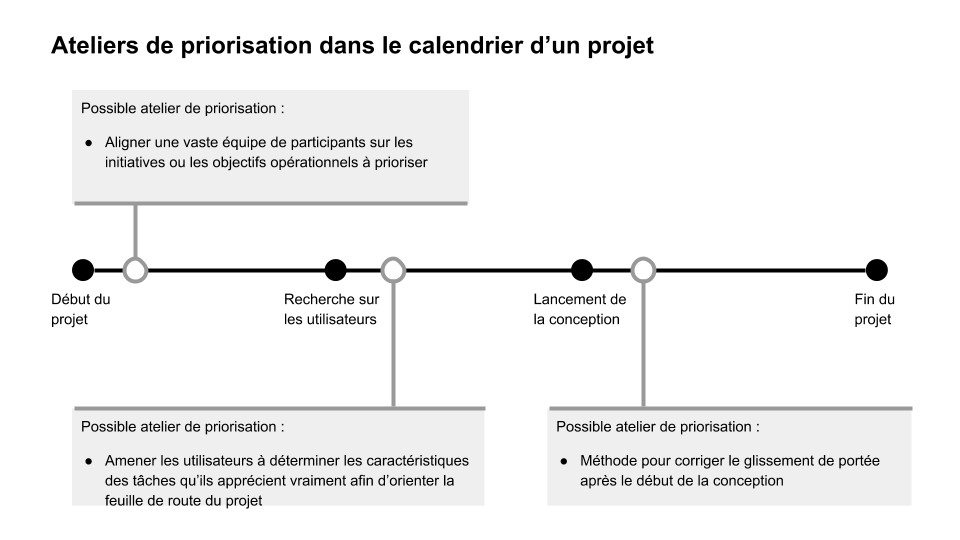 Ateliers de priorisation dans le calendrier d’un projet
Possible atelier de priorisation :
● Aligner une vaste équipe de participants sur les
initiatives ou les objectifs opérationnels à prioriser
Début du
projet
Recherche sur
les utilisateurs
Lancement de
la conception
Fin du
projet
Possible atelier de priorisation :
● Amener les utilisateurs à déterminer les caractéristiques
des tâches qu’ils apprécient vraiment afin d’orienter la
feuille de route du projet
Possible atelier de priorisation :
● Méthode pour corriger le glissement de portée
après le début de la conception